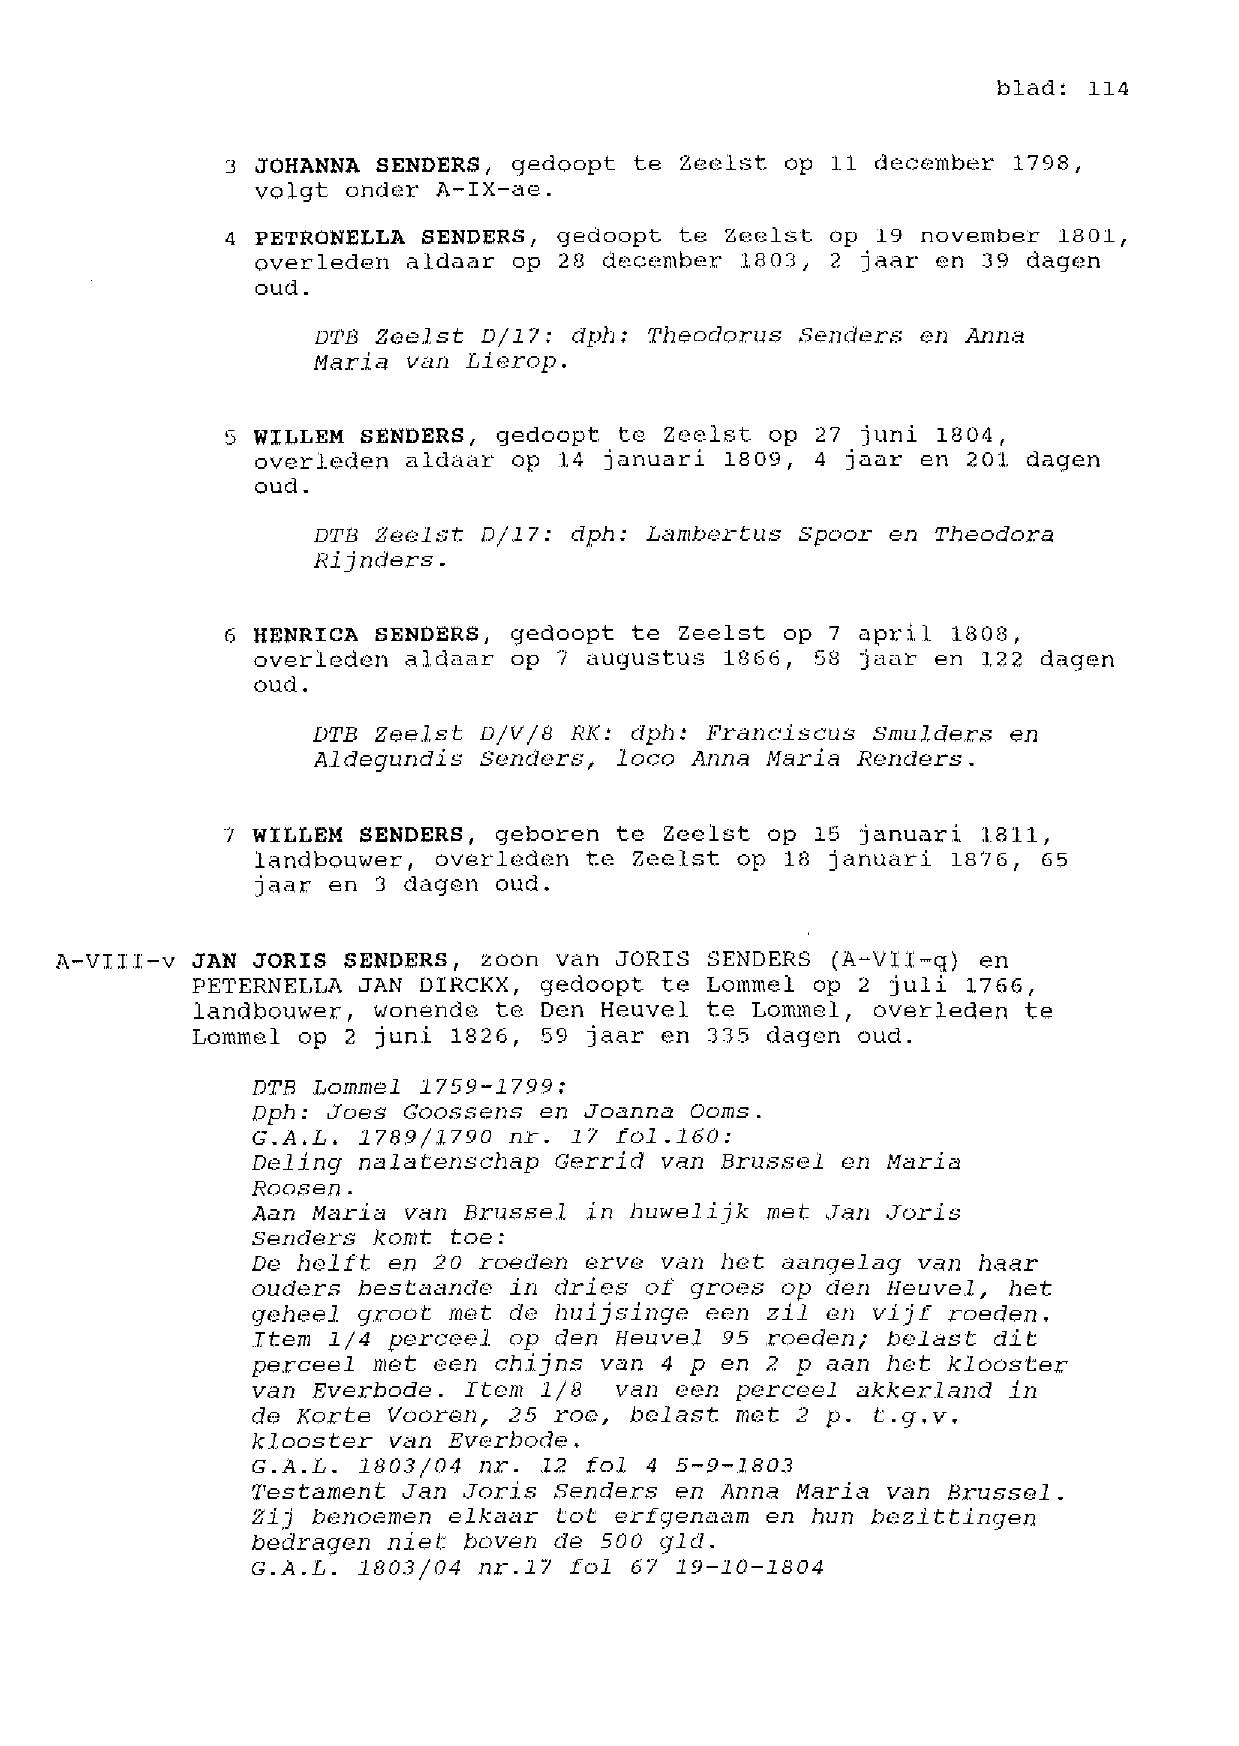 blad: 114
3 JOHANNA SENDERS, gedoopt te Zeelst op 11 december 1798,
volgt onder A-IX-ae.
4 PETRONELLA SENDERS, gedoopt te Zeelst op 19 november 1801,
overleden aldaar op 28 december 1803, 2 jaar en 39 dagen
oud.
DTB Zeelst D/17: dph: Theodorus Senders en Anna
Maria van Lierop.
5 WILLEM SENDERS, gedoopt te Zeelst op 27 juni 1804,
overleden aldaar op 14 januari 1809, 4 jaar en 201 dagen
oud.
DTB Zeelst D/17: dph: Lambertus Spoor en Theodora
Rijnders.
6 HENRICA SENDERS, gedoopt te Zeelst op 7 april 1808,
overleden aldaar op 7 augustus 1866, 58 jaar en 122 dagen
oud.
DTB Zeelst D/V/8 RK: dph: Franciscus Smulders en
Aldegundis Senders, loco Anna Maria Renders.
7 WILLEM SENDERS, geboren te Zeelst op 15 januari 1811,
landbouwer, overleden te Zeelst op 18 januari 1876, 65
jaar en 3 dagen oud.
A-VIII-v JAN JORIS SENDERS, zoon van JORIS SENDERS (A-VII-q) en
PETERNELLA JAN DIRCKX, gedoopt te Lommel op 2 juli 1766,
landbouwer, wonende te Den Heuvel te Lommel, overleden te
Lommel op 2 juni 1826, 59 jaar en 335 dagen oud.
DTB Lommel 1759-1799:
Dph: Joes Goossens en Joanna Ooms.
G.A.L. 1789/1790 nr. 17 fol.160:
Deling nalatenschap Gerrid van Brussel en Maria
Roosen.
Aan Maria van Brussel in huwelijk met Jan Joris
Senders komt toe:
De helft en 20 roeden erve van het aangelag van haar
ouders bestaande in dries of groes op den Heuvel, het
geheel groot met de huijsinge een zil en vijf roeden.
Item 1/4 perceel op den Heuvel 95 roeden; belast dit
perceel met een chijns van 4 p en 2 p aan het klooster
van Everbode. Item 1/8 van een perceel akkerland in
de Korte Vooren, 25 roe, belast met 2 p. t.g.v.
klooster van Everbode.
G.A.L. 1803/04 nr. 12 fol 4 5-9-1803
Testament Jan Joris Senders en Anna Maria van Brussel.
Zij benoemen elkaar tot erfgenaam en hun bezittingen
bedragen niet boven de 500 gld.
G.A.L. 1803/04 nr.17 fol 67 19-10-1804